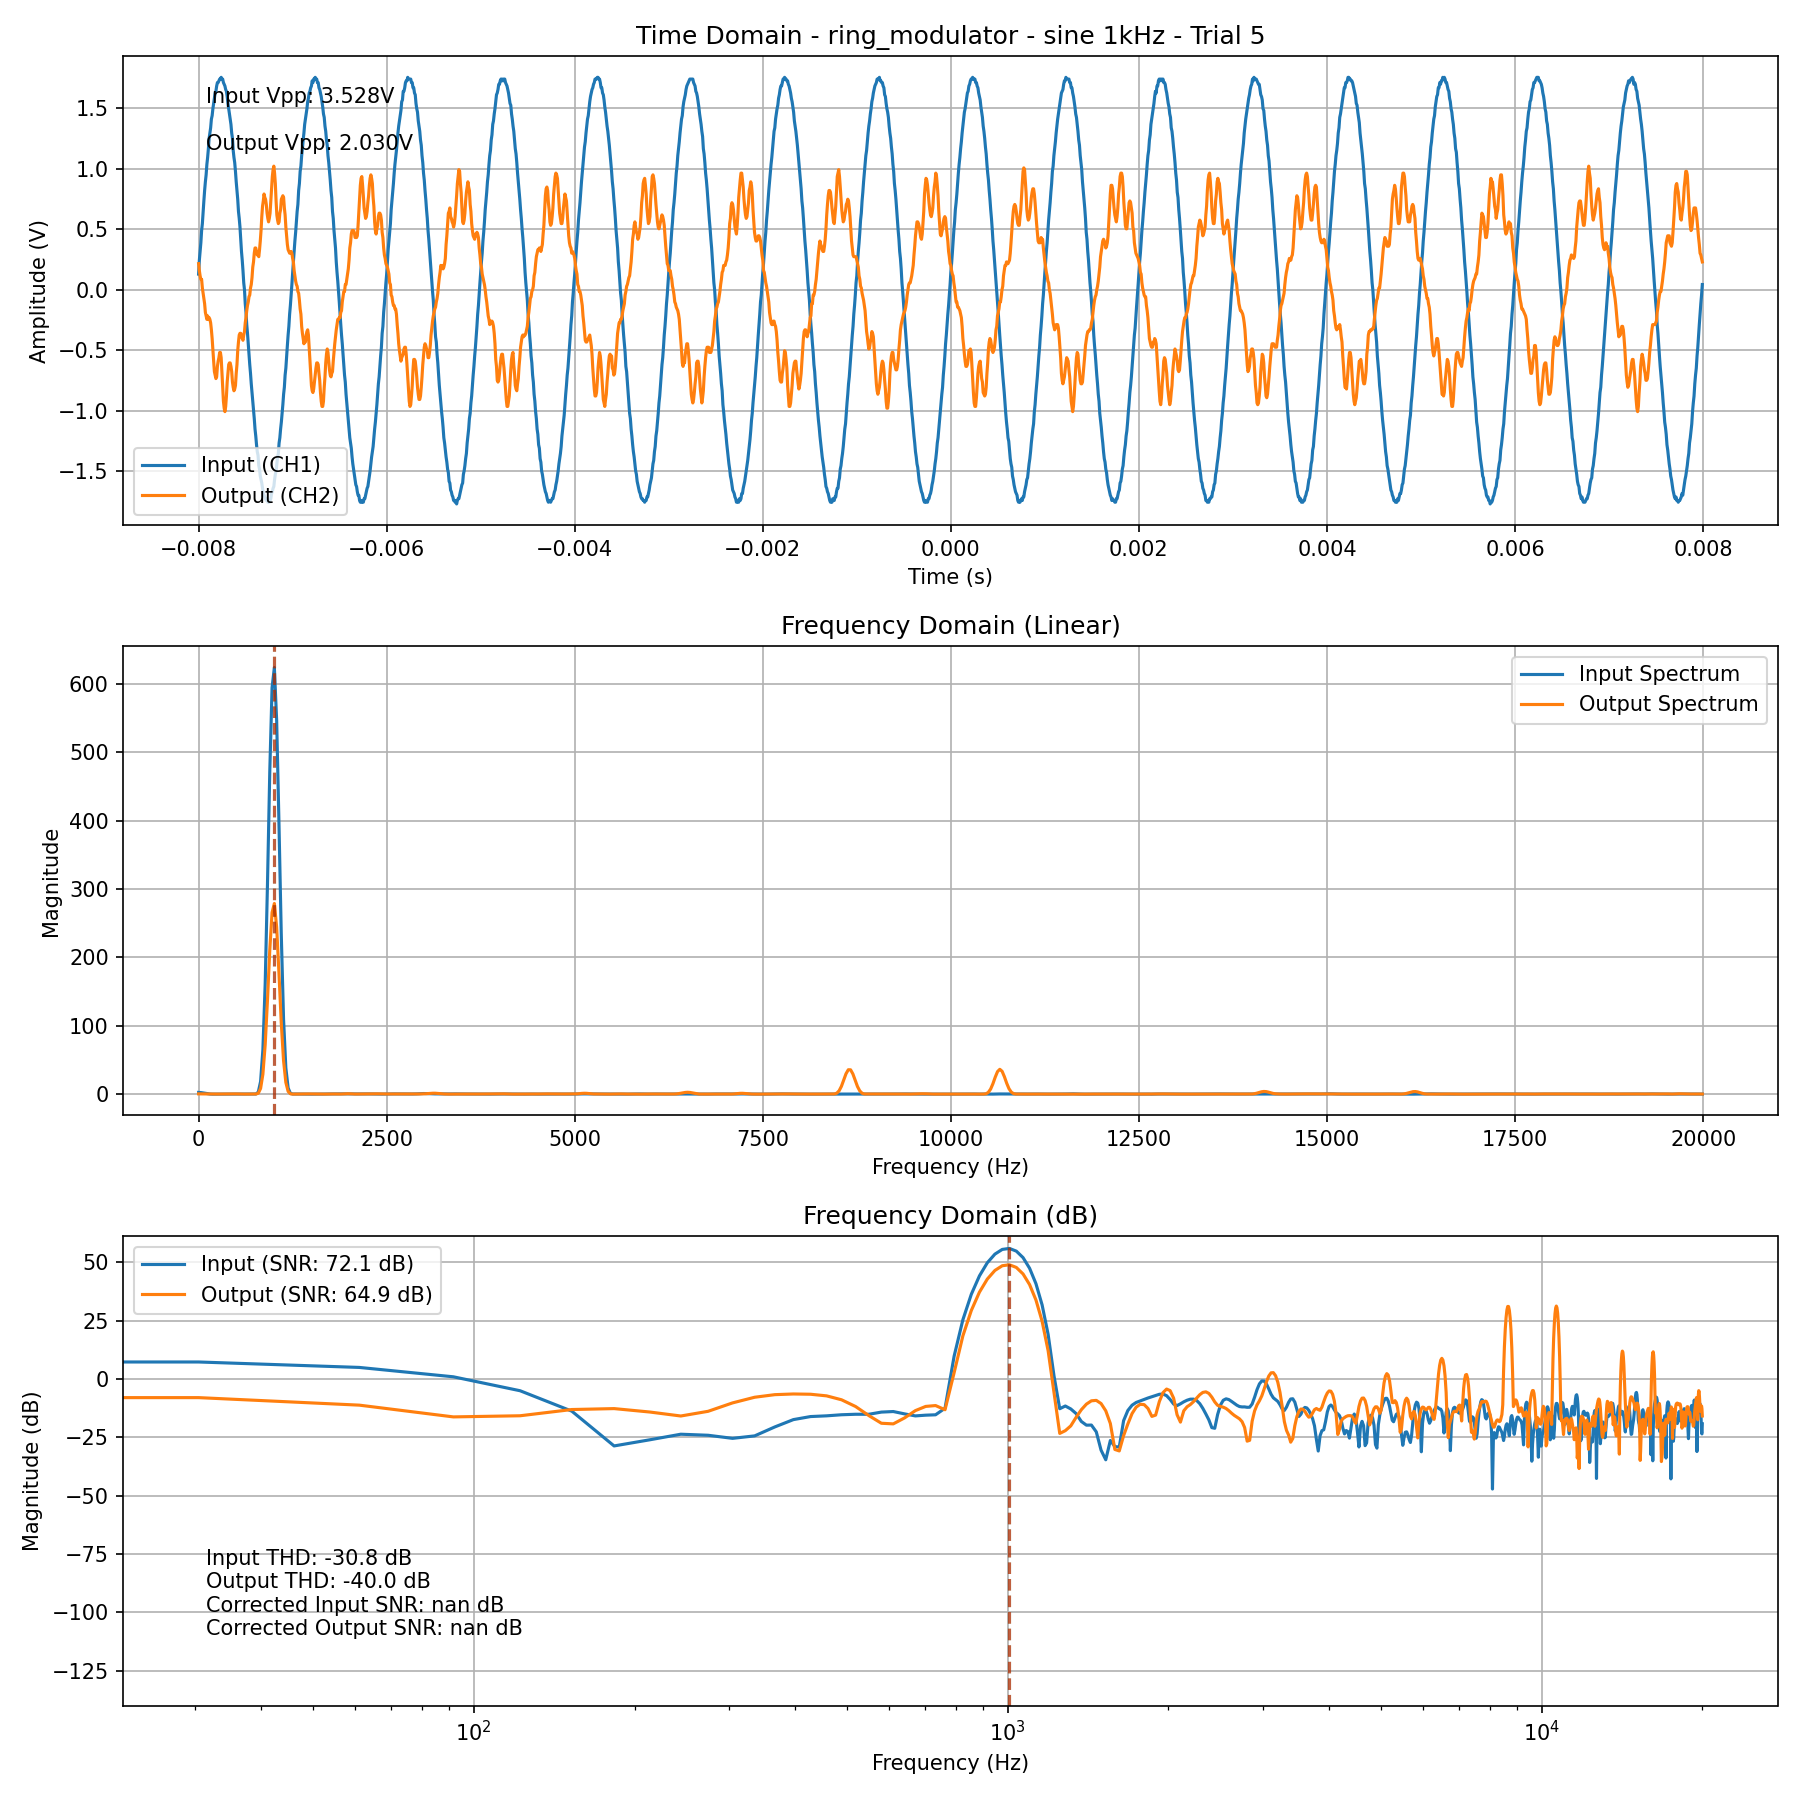 Time Domain - ring_modulator - sine 1kHz - Trial 5
Input Vpp: 3.528V
Output Vpp: 2.030V
1.5
1.0
0.5
0.0
−0.5
−1.0
−1.5
Amplitude (V)
Input (CH1)
Output (CH2)
−0.008 −0.006 −0.004 −0.002 0.000 0.002 0.004 0.006 0.008
Time (s)
Frequency Domain (Linear)
Input Spectrum
Output Spectrum
600
500
400
300
200
100
0
Magnitude
0 2500 5000 7500 10000 12500 15000 17500 20000
Frequency (Hz)
Frequency Domain (dB)
Input (SNR: 72.1 dB)
Output (SNR: 64.9 dB)
50
25
0
−25
−50
−75
−100
−125
Magnitude (dB)
Input THD: -30.8 dB
Output THD: -40.0 dB
Corrected Input SNR: nan dB
Corrected Output SNR: nan dB
10² 10³ 10⁴
Frequency (Hz)